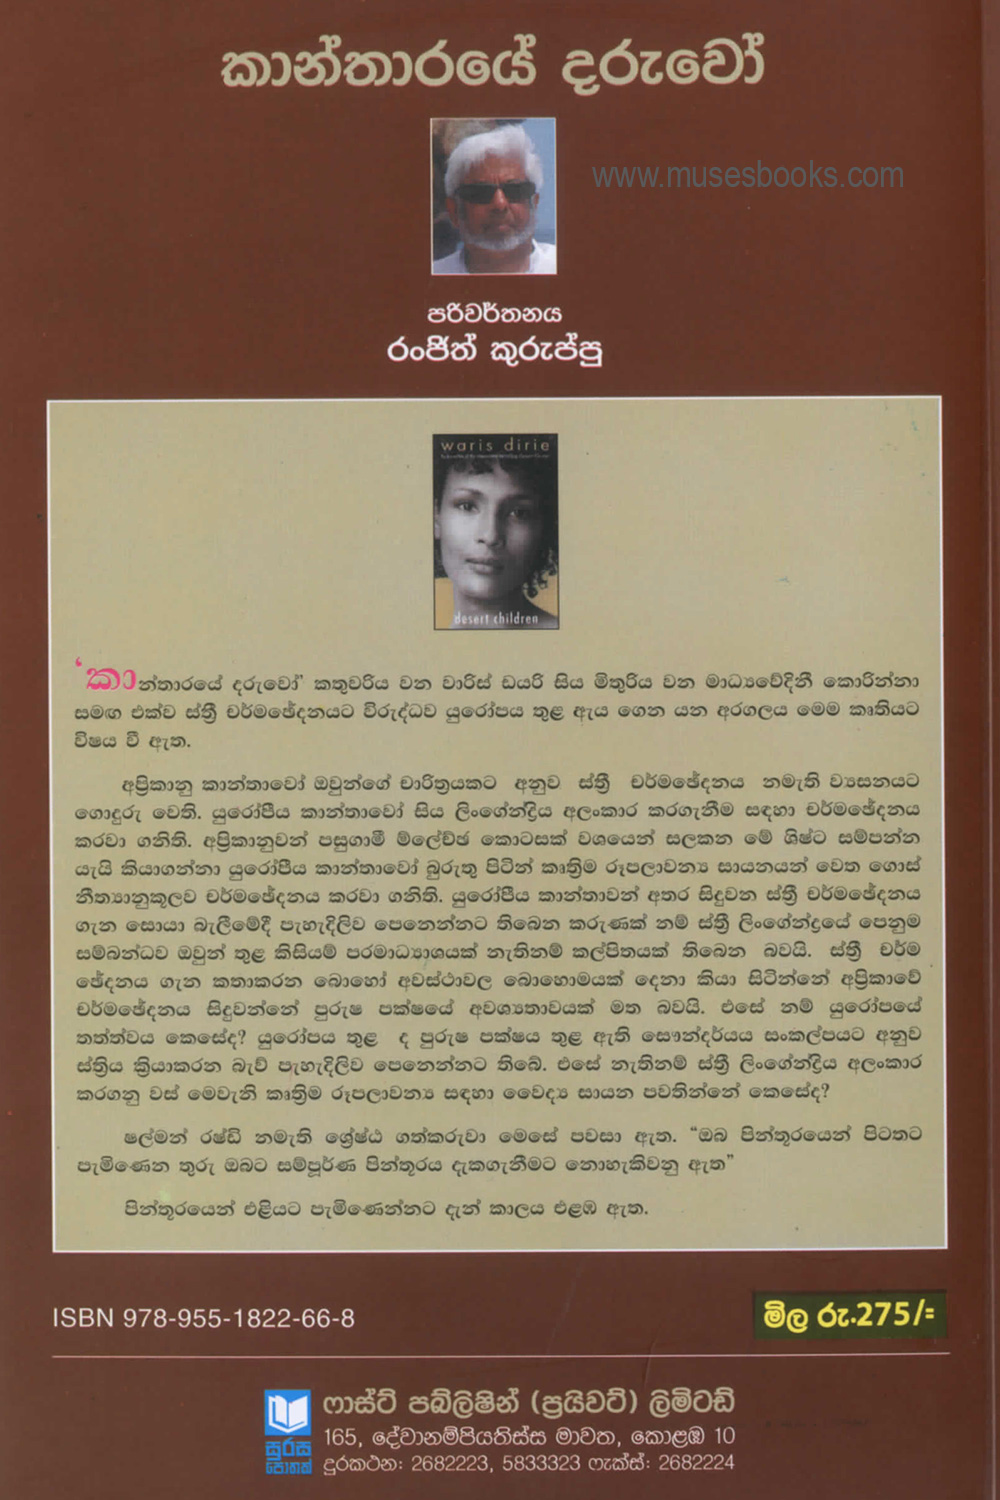 කාන්තාරයේ දරුවෝ
www.musesbooks.com
පරිවර්තනය
රංජිත් කුරුප්පු
waris dirie
desert children
‘කාන්තාරයේ දරුවෝ’ කතුවරිය වන වාරිස් ඩයරි සිය මිතුරිය වන මාධ්‍යවේදිනී කොරින්නා
සමඟ එක්ව ස්ත්‍රී චර්මඡේදනයට විරුද්ධව යුරෝපය තුළ ඇය ගෙන යන අරගලය මෙම කෘතියට
විෂය වී ඇත.
අප්‍රිකානු කාන්තාවෝ ඔවුන්ගේ චාරිත්‍රයකට අනුව ස්ත්‍රී චර්මඡේදනය නමැති ව්‍යසනයට
ගොදුරු වෙති. යුරෝපීය කාන්තාවෝ සිය ලිංගේන්ද්‍රිය අලංකාර කරගැනීම සඳහා චර්මඡේදනය
කරවා ගනිති. අප්‍රිකානුවන් පසුගාමී ම්ලේච්ඡ කොටසක් වශයෙන් සලකන මේ ශිෂ්ට සම්පන්න
යැයි කියාගන්නා යුරෝපීය කාන්තාවෝ බුරුතු පිටින් කෘත්‍රිම රූපලාවන්‍ය සායනයන් වෙත ගොස්
නීත්‍යානුකූලව චර්මඡේදනය කරවා ගනිති. යුරෝපීය කාන්තාවන් අතර සිදුවන ස්ත්‍රී චර්මඡේදනය
ගැන සොයා බැලීමේදී පැහැදිලිව පෙනෙන්නට තිබෙන කරුණක් නම් ස්ත්‍රී ලිංගේන්ද්‍රයේ පෙනුම
සම්බන්ධව ඔවුන් තුළ කිසියම් පරමාධ්‍යාශයක් නැතිනම් කල්පිතයක් තිබෙන බවයි. ස්ත්‍රී චර්ම
ඡේදනය ගැන කතාකරන බොහෝ අවස්ථාවල බොහොමයක් දෙනා කියා සිටින්නේ අප්‍රිකාවේ
චර්මඡේදනය සිදුවන්නේ පුරුෂ පක්ෂයේ අවශ්‍යතාවයක් මත බවයි. එසේ නම් යුරෝපයේ
තත්ත්වය කෙසේද? යුරෝපය තුළ ද පුරුෂ පක්ෂය තුළ ඇති සෞන්දර්යය සංකල්පයට අනුව
ස්ත්‍රිය ක්‍රියාකරන බැව් පැහැදිලිව පෙනෙන්නට තිබේ. එසේ නැතිනම් ස්ත්‍රී ලිංගේන්ද්‍රිය අලංකාර
කරගනු වස් මෙවැනි කෘත්‍රිම රූපලාවන්‍ය සඳහා වෛද්‍ය සායන පවතින්නේ කෙසේද?
ෂල්මන් රෂ්ඩි නමැති ශ්‍රේෂ්ඨ ගත්කරුවා මෙසේ පවසා ඇත. “ඔබ පින්තූරයෙන් පිටතට
පැමිණෙන තුරු ඔබට සම්පූර්ණ පින්තූරය දැකගැනීමට නොහැකිවනු ඇත”
පින්තූරයෙන් එළියට පැමිණෙන්නට දැන් කාලය එළඹ ඇත.
ISBN 978-955-1822-66-8
මිල රු.275/=
ෆාස්ට් පබ්ලිෂින් (ප්‍රයිවට්) ලිමිටඩ්
165, දේවානම්පියතිස්ස මාවත, කොළඹ 10
දුරකථන: 2682223, 5833323 ෆැක්ස්: 2682224
සුරස
පොතක්